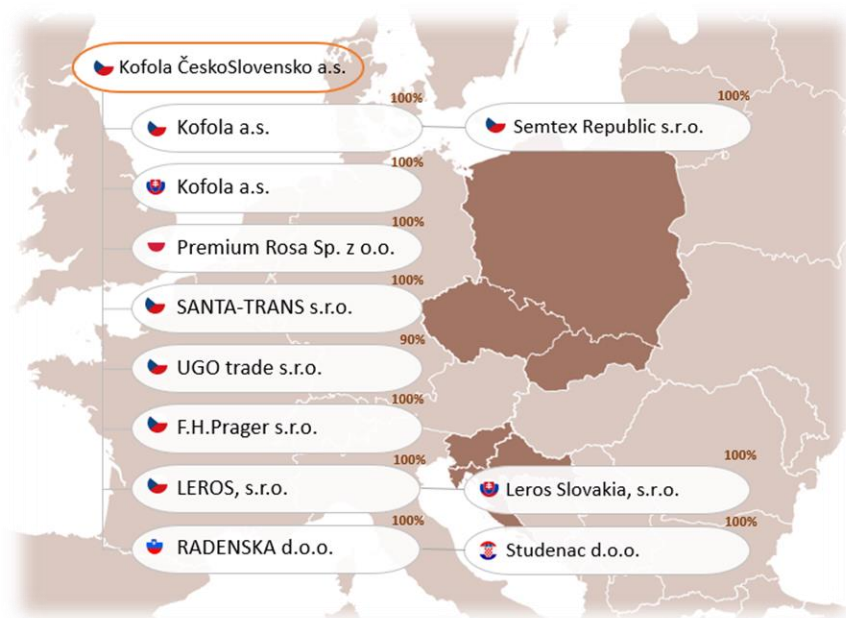 Kofola ČeskoSlovensko a.s.
100%
Kofola a.s.
100%
Semtex Republic s.r.o.
100%
Kofola a.s.
100%
Premium Rosa Sp. z o.o.
100%
SANTA-TRANS s.r.o.
90%
UGO trade s.r.o.
100%
F.H.Prager s.r.o.
100%
LEROS, s.r.o.
100%
Leros Slovakia, s.r.o.
100%
RADENSKA d.o.o.
100%
Studenac d.o.o.